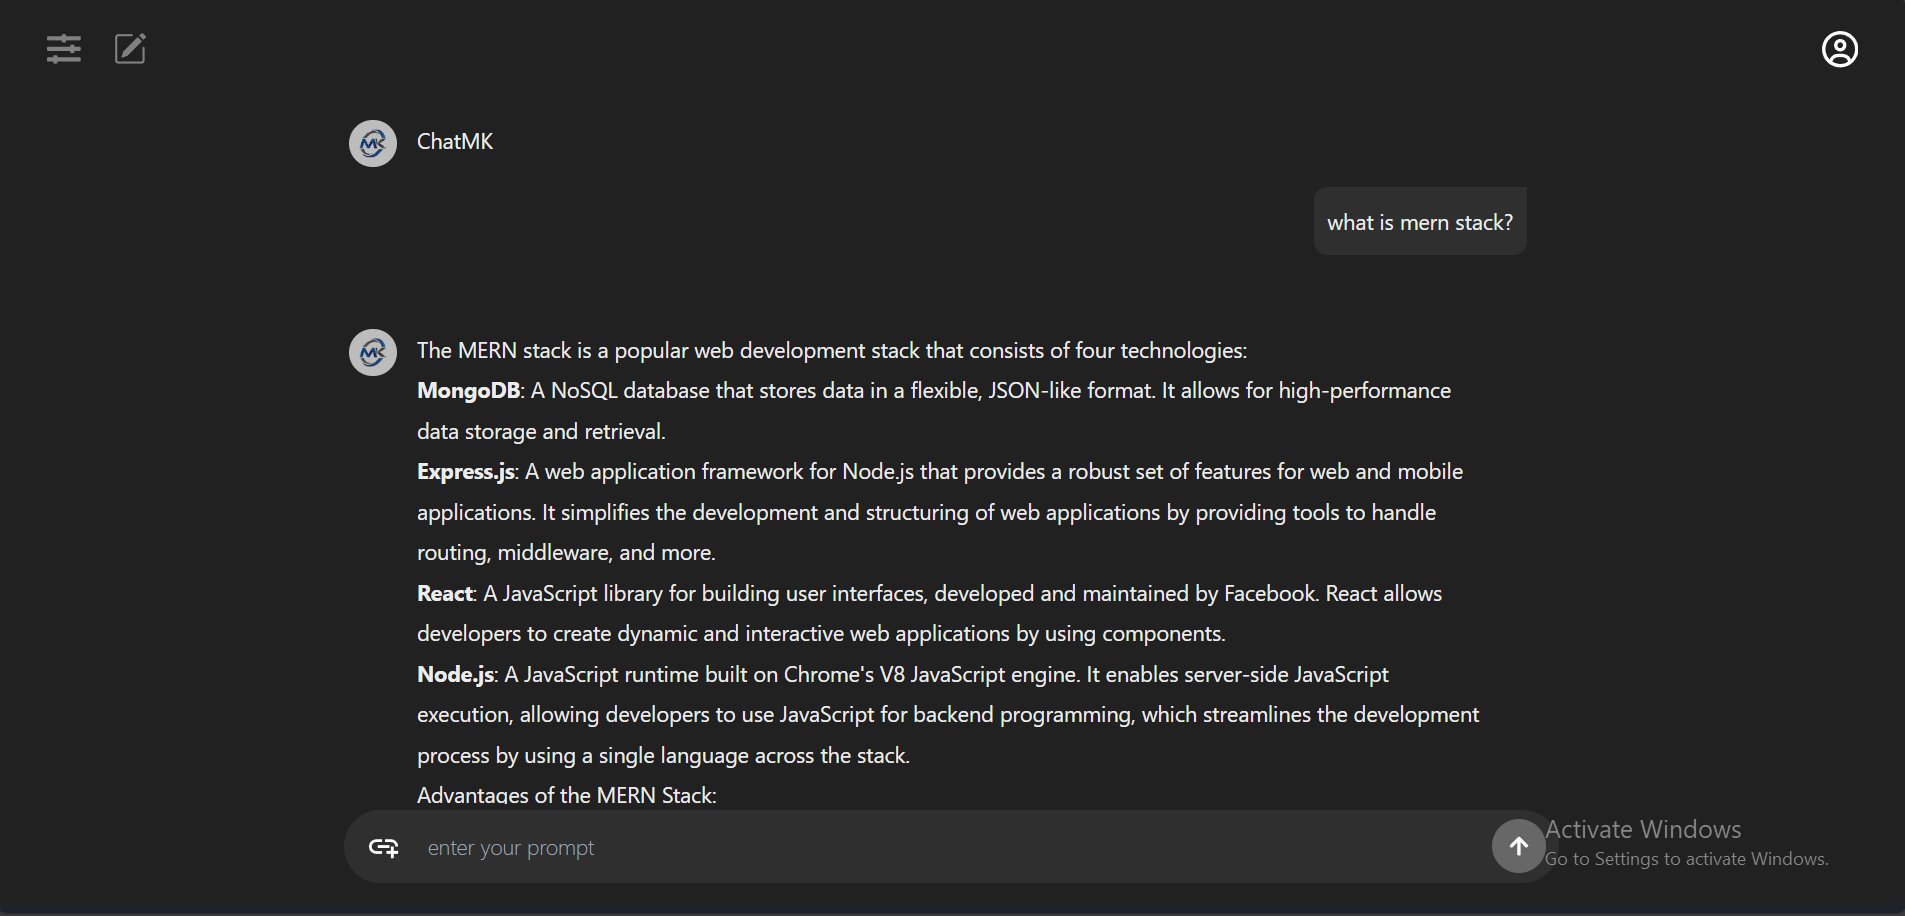 ChatMK
what is mern stack?
The MERN stack is a popular web development stack that consists of four technologies:
MongoDB: A NoSQL database that stores data in a flexible, JSON-like format. It allows for high-performance
data storage and retrieval.
Express.js: A web application framework for Node.js that provides a robust set of features for web and mobile
applications. It simplifies the development and structuring of web applications by providing tools to handle
routing, middleware, and more.
React: A JavaScript library for building user interfaces, developed and maintained by Facebook. React allows
developers to create dynamic and interactive web applications by using components.
Node.js: A JavaScript runtime built on Chrome's V8 JavaScript engine. It enables server-side JavaScript
execution, allowing developers to use JavaScript for backend programming, which streamlines the development
process by using a single language across the stack.
Advantages of the MERN Stack:
enter your prompt
Activate Windows
Go to Settings to activate Windows.
MK
MK